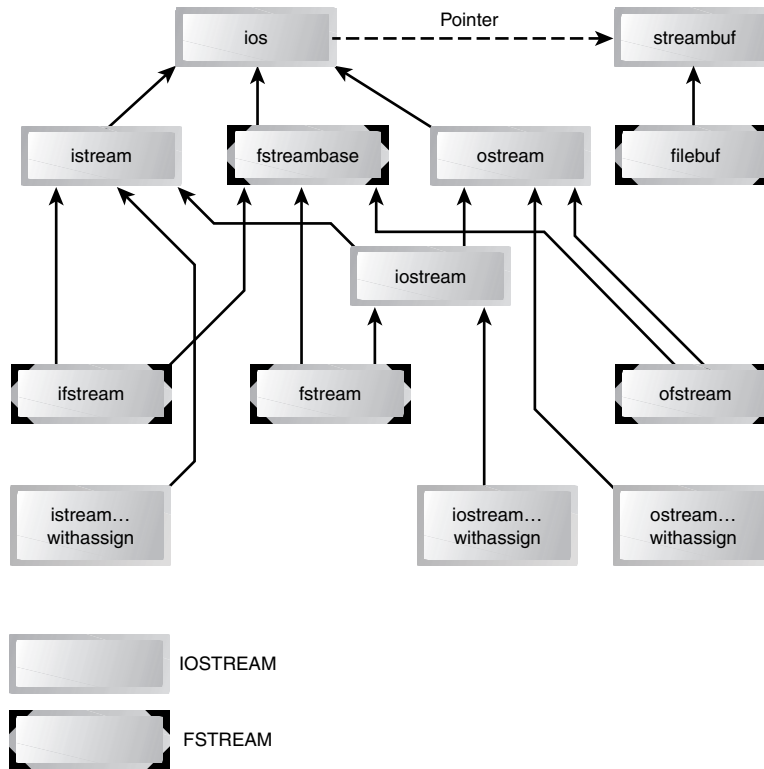 Pointer
ios
streambuf
istream
fstreambase
ostream
filebuf
iostream
ifstream
fstream
ofstream
istream…
withassign
iostream…
withassign
ostream…
withassign
IOSTREAM
FSTREAM